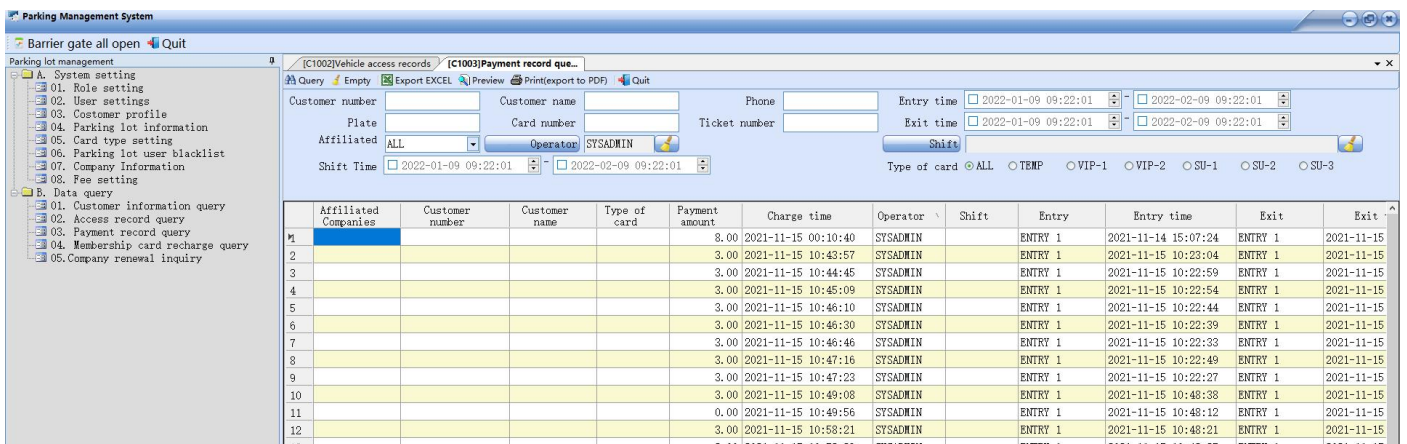 Parking Management System
Barrier gate all open Quit
Parking lot management
A. System setting
01. Role setting
02. User settings
03. Costomer profile
04. Parking lot information
05. Card type setting
06. Parking lot user blacklist
07. Company Information
08. Fee setting
B. Data query
01. Customer information query
02. Access record query
03. Payment record query
04. Membership card recharge query
05.Company renewal inquiry
[C1002]Vehicle access records [C1003]Payment record que...
Query Empty Export EXCEL Preview Print(export to PDF) Quit
Customer number Customer name Phone Entry time 2022-01-09 09:22:01 - 2022-02-09 09:22:01
Plate Card number Ticket number Exit time 2022-01-09 09:22:01 - 2022-02-09 09:22:01
Affiliated ALL Operator SYSADMIN Shift
Shift Time 2022-01-09 09:22:01 - 2022-02-09 09:22:01 Type of card ALL TEMP VIP-1 VIP-2 SU-1 SU-2 SU-3
Affiliated Companies Customer number Customer name Type of card Payment amount Charge time Operator Shift Entry Entry time Exit Exit
1 8.00 2021-11-15 00:10:40 SYSADMIN ENTRY 1 2021-11-14 15:07:24 ENTRY 1 2021-11-15
2 3.00 2021-11-15 10:43:57 SYSADMIN ENTRY 1 2021-11-15 10:23:04 ENTRY 1 2021-11-15
3 3.00 2021-11-15 10:44:45 SYSADMIN ENTRY 1 2021-11-15 10:22:59 ENTRY 1 2021-11-15
4 3.00 2021-11-15 10:45:09 SYSADMIN ENTRY 1 2021-11-15 10:22:54 ENTRY 1 2021-11-15
5 3.00 2021-11-15 10:46:10 SYSADMIN ENTRY 1 2021-11-15 10:22:44 ENTRY 1 2021-11-15
6 3.00 2021-11-15 10:46:30 SYSADMIN ENTRY 1 2021-11-15 10:22:39 ENTRY 1 2021-11-15
7 3.00 2021-11-15 10:46:46 SYSADMIN ENTRY 1 2021-11-15 10:22:33 ENTRY 1 2021-11-15
8 3.00 2021-11-15 10:47:16 SYSADMIN ENTRY 1 2021-11-15 10:22:49 ENTRY 1 2021-11-15
9 3.00 2021-11-15 10:47:23 SYSADMIN ENTRY 1 2021-11-15 10:22:27 ENTRY 1 2021-11-15
10 3.00 2021-11-15 10:49:08 SYSADMIN ENTRY 1 2021-11-15 10:48:38 ENTRY 1 2021-11-15
11 0.00 2021-11-15 10:49:56 SYSADMIN ENTRY 1 2021-11-15 10:48:12 ENTRY 1 2021-11-15
12 3.00 2021-11-15 10:58:21 SYSADMIN ENTRY 1 2021-11-15 10:48:21 ENTRY 1 2021-11-15